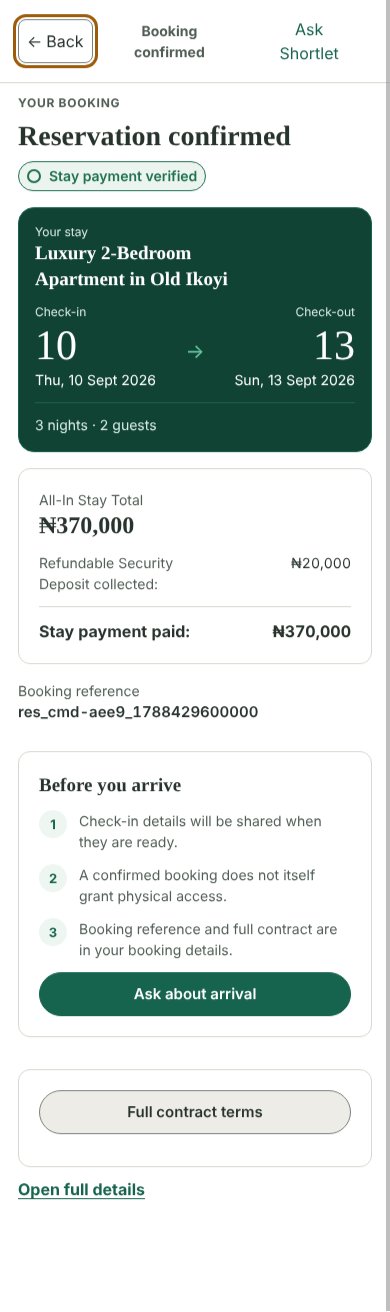 ← Back
Booking
confirmed
Ask
Shortlet
YOUR BOOKING
Reservation confirmed
Stay payment verified
Your stay
Luxury 2-Bedroom
Apartment in Old Ikoyi
Check-in
Check-out
10
→
13
Thu, 10 Sept 2026
Sun, 13 Sept 2026
3 nights · 2 guests
All-In Stay Total
₦370,000
Refundable Security
Deposit collected:
₦20,000
Stay payment paid:
₦370,000
Booking reference
res_cmd-aee9_1788429600000
Before you arrive
1
Check-in details will be shared when
they are ready.
2
A confirmed booking does not itself
grant physical access.
3
Booking reference and full contract are
in your booking details.
Ask about arrival
Full contract terms
Open full details